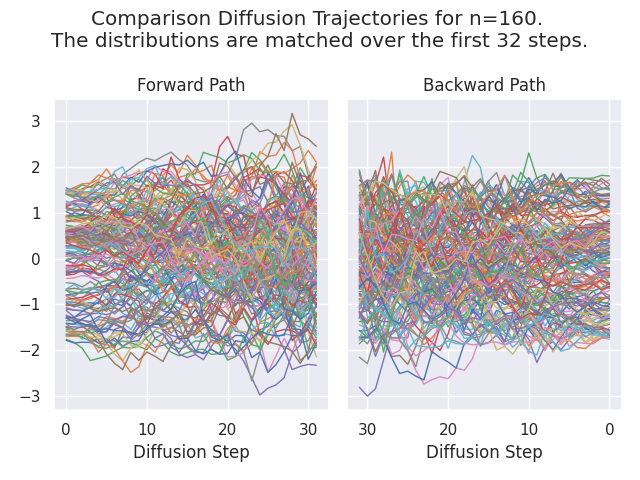 Comparison Diffusion Trajectories for n=160.
The distributions are matched over the first 32 steps.
Forward Path
Backward Path
3
2
1
0
−1
−2
−3
0 10 20 30
30 20 10 0
Diffusion Step
Diffusion Step